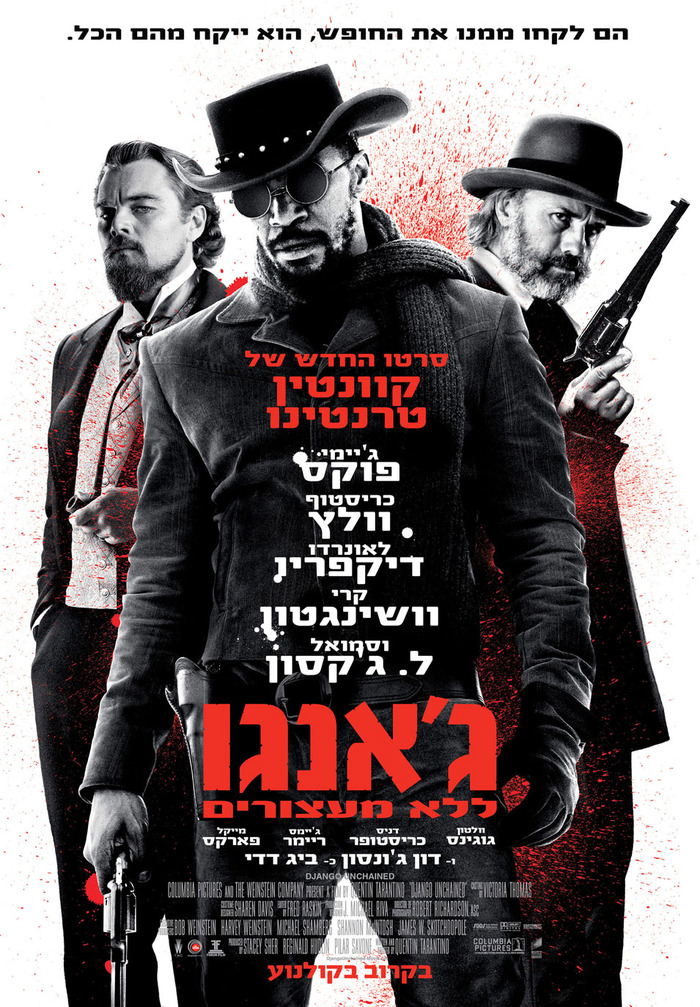 הם לקחו ממנו את החופש, הוא ייקח מהם הכל.
סרטו החדש של
קוונטין
טרנטינו
ג'יימי
פוקס
כריסטוף
וולץ
לאונרדו
דיקפריו
קרי
וושינגטון
וסמואל
ל. ג'קסון
ג'אנגו
ללא מעצורים
וולטון גוגינס דניס כריסטופר ג'יימס ריימר מייקל פארקס
ו- דון ג'ונסון כ- ביג דדי
DJANGO UNCHAINED
COLUMBIA PICTURES AND THE WEINSTEIN COMPANY PRESENT A FILM BY QUENTIN TARANTINO "DJANGO UNCHAINED" VICTORIA THOMAS
SHAREN DAVIS FRED RASKIN J. MICHAEL RIVA ROBERT RICHARDSON, ASC
BOB WEINSTEIN HARVEY WEINSTEIN MICHAEL SHAMBERG SHANNON McINTOSH JAMES W. SKOTCHDOPOLE
PRODUCED BY STACEY SHER REGINALD HUDLIN PILAR SAVONE QUENTIN TARANTINO
COLUMBIA PICTURES
בקרוב בקולנוע